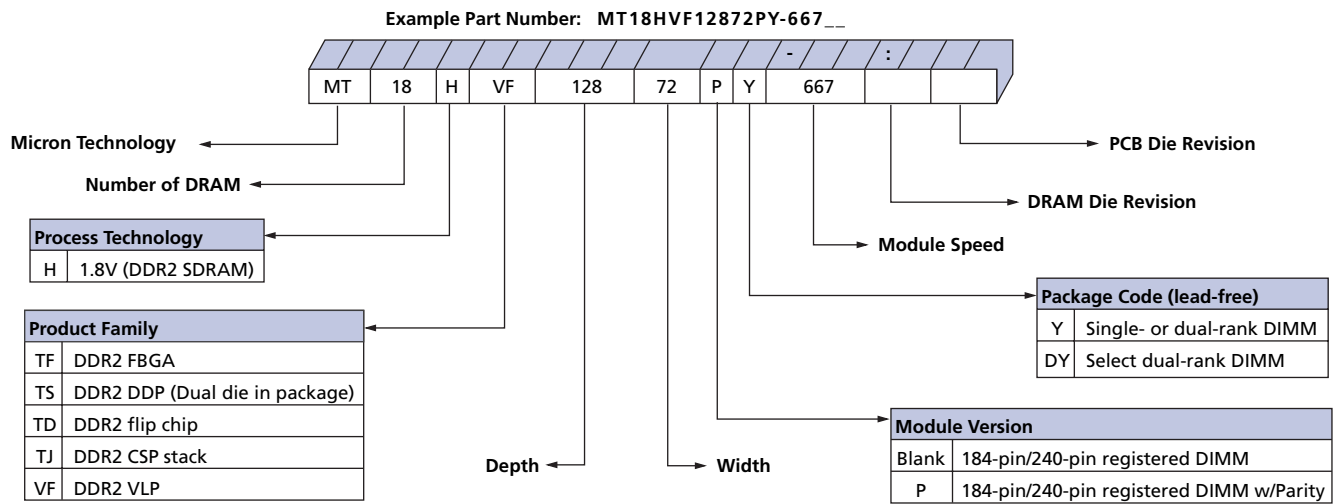 Example Part Number: MT18HVF12872PY-667__
- :
MT 18 H VF 128 72 P Y 667
Micron Technology
PCB Die Revision
Number of DRAM
DRAM Die Revision
Process Technology
H 1.8V (DDR2 SDRAM)
Module Speed
Package Code (lead-free)
Y Single- or dual-rank DIMM
DY Select dual-rank DIMM
Product Family
TF DDR2 FBGA
TS DDR2 DDP (Dual die in package)
TD DDR2 flip chip
TJ DDR2 CSP stack
VF DDR2 VLP
Depth
Width
Module Version
Blank 184-pin/240-pin registered DIMM
P 184-pin/240-pin registered DIMM w/Parity